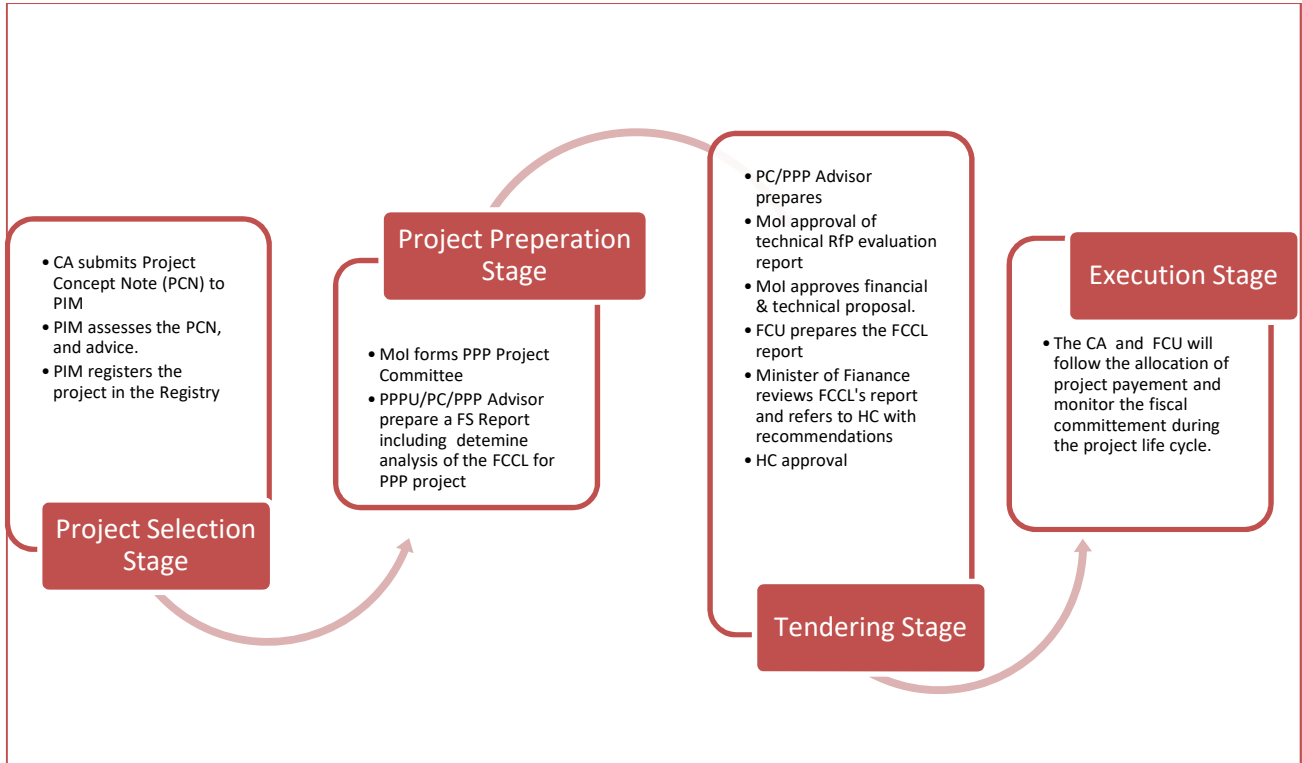 • CA submits Project
Concept Note (PCN) to
PIM
• PIM assesses the PCN,
and advice.
• PIM registers the
project in the Registry
Project Selection
Stage
Project Preperation
Stage
• MoI forms PPP Project
Committee
• PPPU/PC/PPP Advisor
prepare a FS Report
including detemine
analysis of the FCCL for
PPP project
• PC/PPP Advisor
prepares
• MoI approval of
technical RfP evaluation
report
• MoI approves financial
& technical proposal.
• FCU prepares the FCCL
report
• Minister of Fianance
reviews FCCL's report
and refers to HC with
recommendations
• HC approval
Tendering Stage
Execution Stage
• The CA and FCU will
follow the allocation of
project payement and
monitor the fiscal
committement during
the project life cycle.